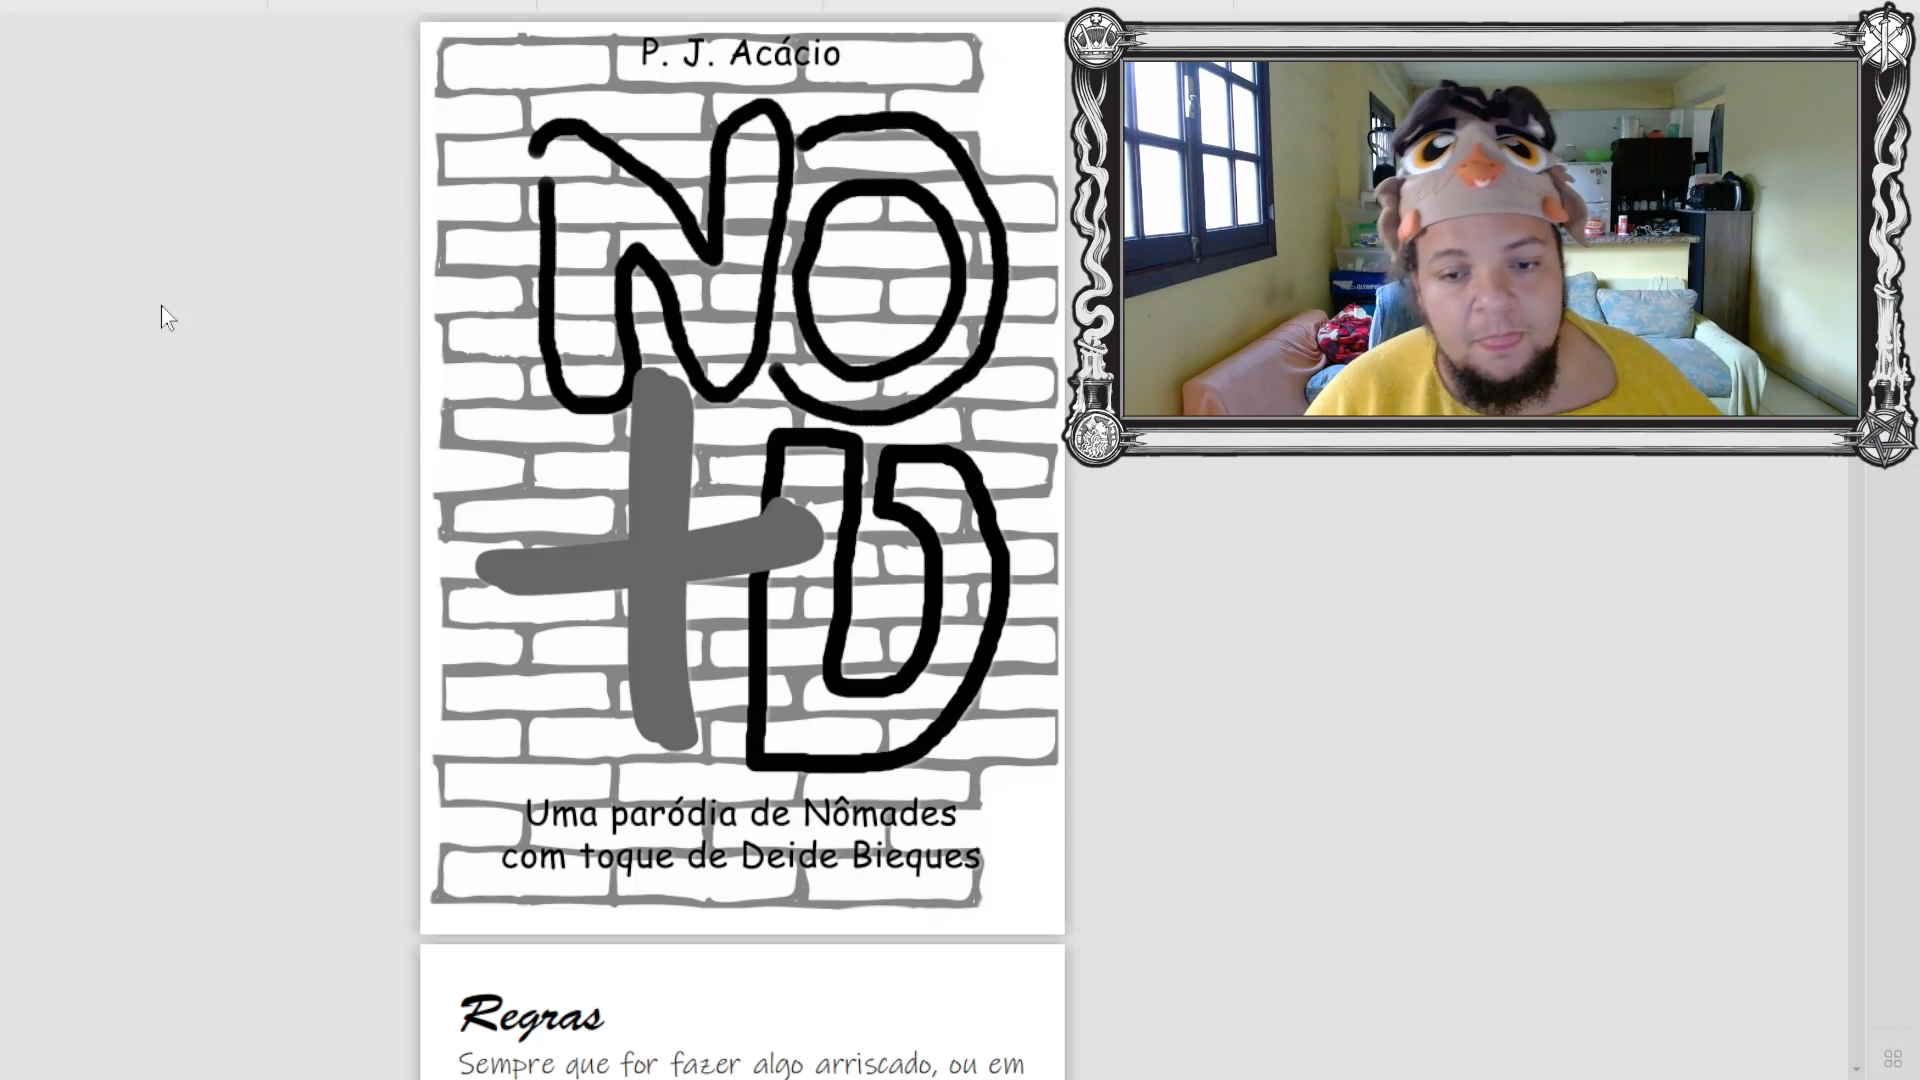 P. J. Acácio
NO
+D
Uma paródia de Nômades
com toque de Deide Bieques
Regras
Sempre que for fazer algo arriscado, ou em